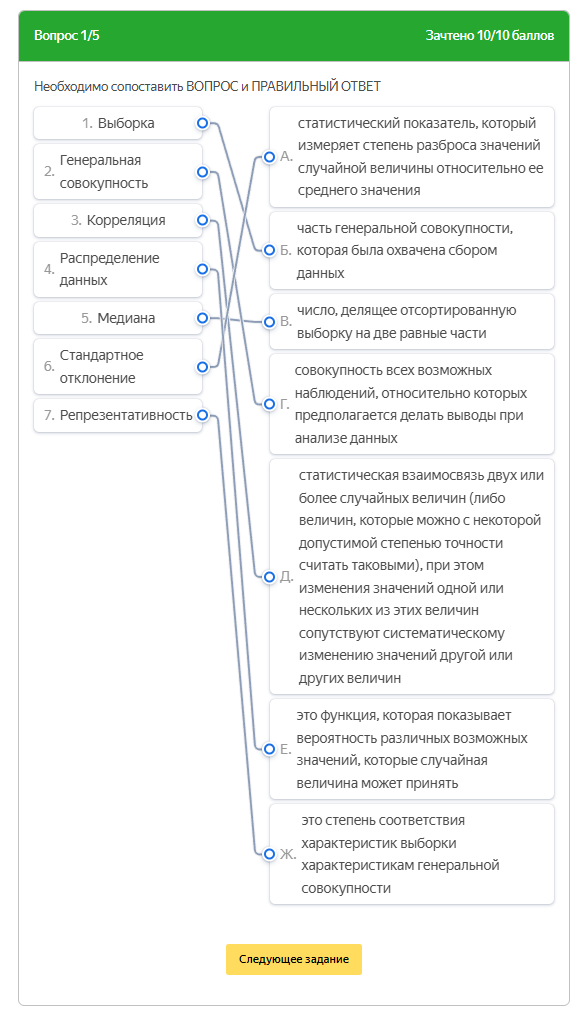 Вопрос 1/5
Зачтено 10/10 баллов
Необходимо сопоставить ВОПРОС и ПРАВИЛЬНЫЙ ОТВЕТ
1. Выборка
2. Генеральная
совокупность
3. Корреляция
4. Распределение
данных
5. Медиана
6. Стандартное
отклонение
7. Репрезентативность
А. статистический показатель, который
измеряет степень разброса значений
случайной величины относительно ее
среднего значения
Б. часть генеральной совокупности,
которая была охвачена сбором
данных
В. число, делящее отсортированную
выборку на две равные части
Г. совокупность всех возможных
наблюдений, относительно которых
предполагается делать выводы при
анализе данных
Д. статистическая взаимосвязь двух или
более случайных величин (либо
величин, которые можно с некоторой
допустимой степенью точности
считать таковыми), при этом
изменения значений одной или
нескольких из этих величин
сопутствуют систематическому
изменению значений другой или
других величин
Е. это функция, которая показывает
вероятность различных возможных
значений, которые случайная
величина может принять
Ж. это степень соответствия
характеристик выборки
характеристикам генеральной
совокупности
Следующее задание